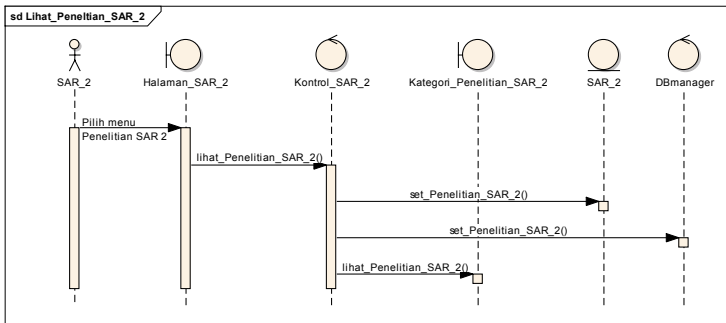 sd Lihat_Peneltian_SAR_2
SAR_2
Halaman_SAR_2
Kontrol_SAR_2
Kategori_Penelitian_SAR_2
SAR_2
DBmanager
Pilih menu
Penelitian SAR 2
lihat_Penelitian_SAR_2()
set_Penelitian_SAR_2()
set_Penelitian_SAR_2()
lihat_Penelitian_SAR_2()